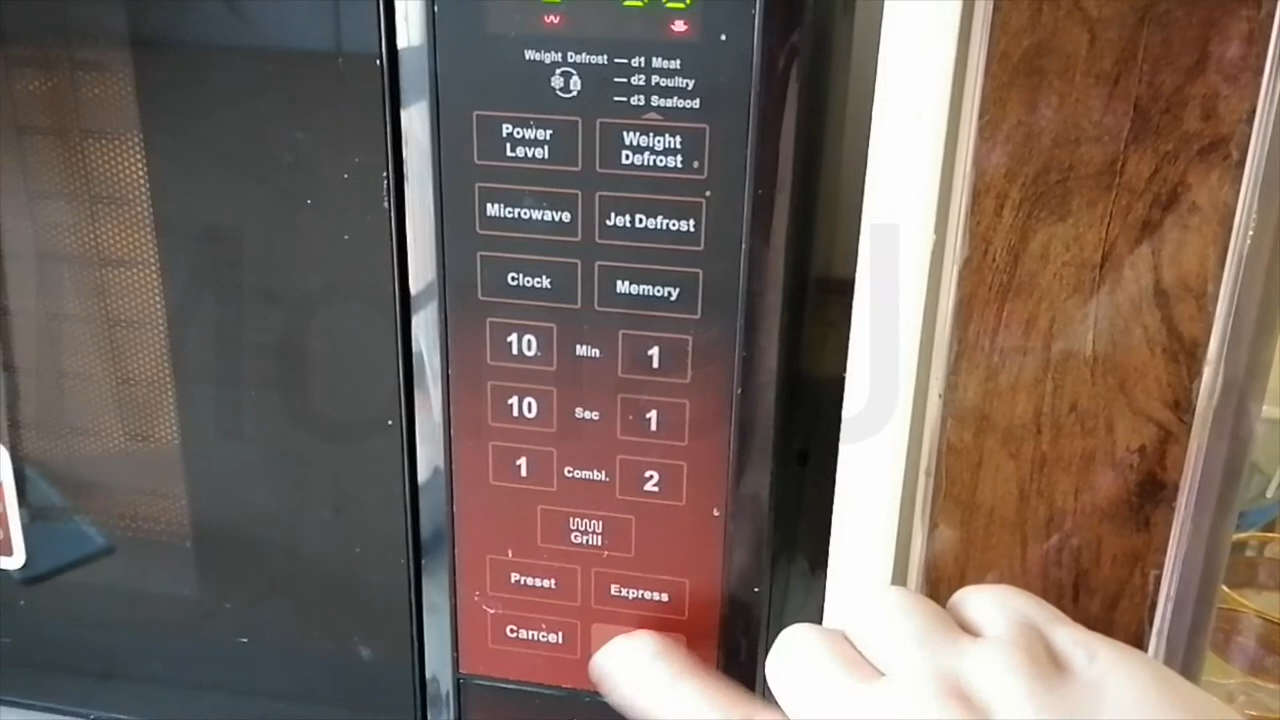 Weight Defrost — d1 Meat
— d2 Poultry
— d3 Seafood
Power Level
Weight Defrost
Microwave
Jet Defrost
Clock
Memory
10 Min 1
10 Sec 1
1 Combi. 2
Grill
Preset
Express
Cancel